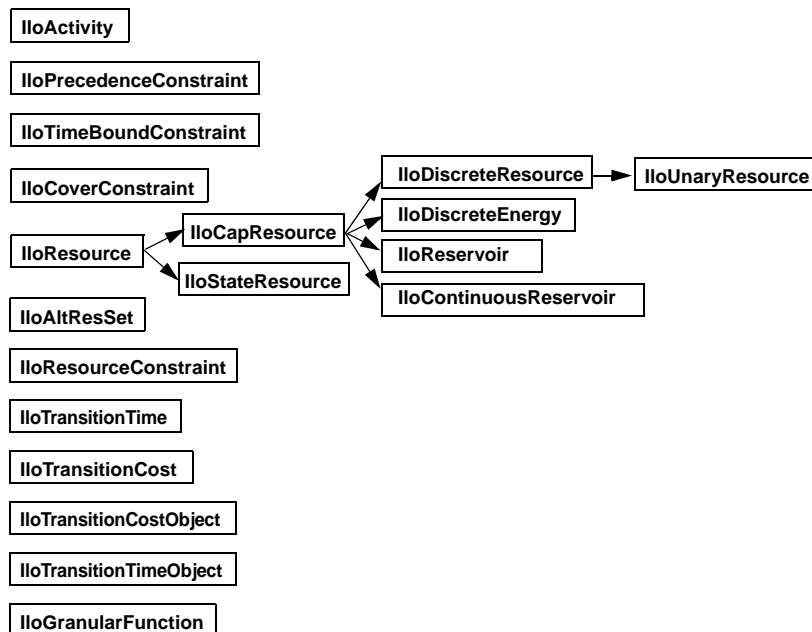 IloActivity
IloPrecedenceConstraint
IloTimeBoundConstraint
IloCoverConstraint
IloDiscreteResource
IloUnaryResource
IloDiscreteEnergy
IloCapResource
IloResource
IloReservoir
IloStateResource
IloContinuousReservoir
IloAltResSet
IloResourceConstraint
IloTransitionTime
IloTransitionCost
IloTransitionCostObject
IloTransitionTimeObject
IloGranularFunction